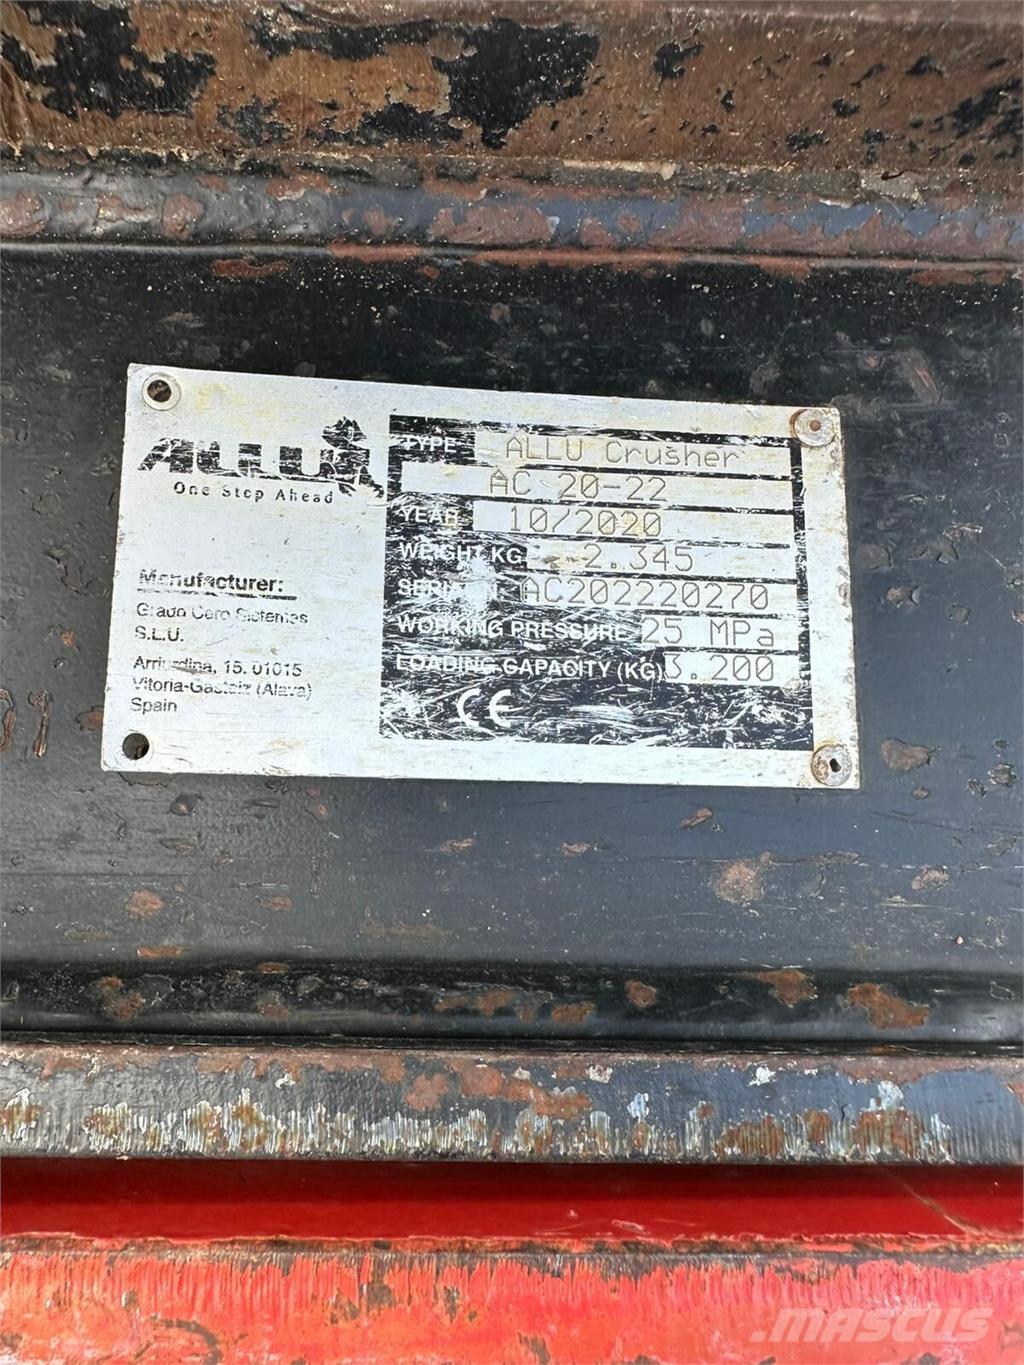 ALLU
One Step Ahead
Manufacturer:
Grado Cero Sistemas
S.L.U.
Arriurdina, 15. 01015
Vitoria-Gasteiz (Alava)
Spain
TYPE ALLU Crusher
AC 20-22
YEAR 10/2020
WEIGHT KG 2.345
SERIAL N. AC202220270
WORKING PRESSURE 25 MPa
LOADING CAPACITY (KG) 3.200
CE
MASCUS